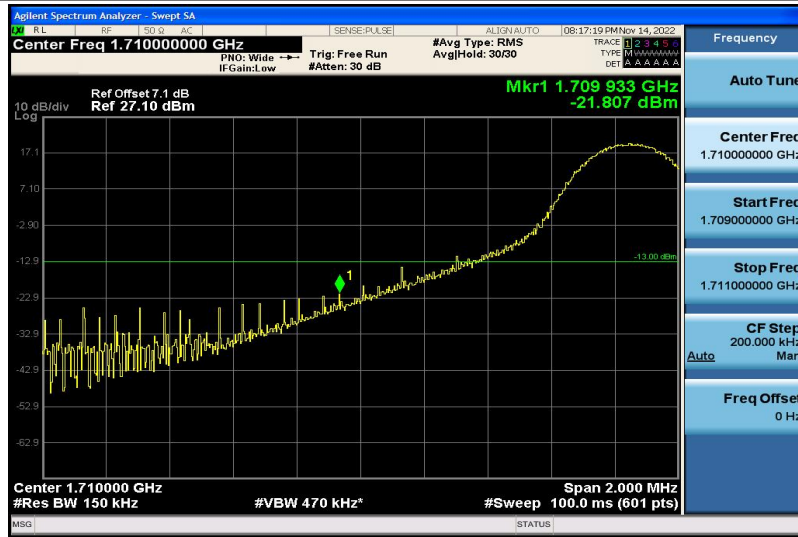 Agilent Spectrum Analyzer - Swept SA
LXI RL RF 50 Ω AC SENSE:PULSE ALIGN AUTO 08:17:19 PM Nov 14, 2022
Center Freq 1.710000000 GHz
PNO: Wide
IFGain:Low
Trig: Free Run
#Atten: 30 dB
#Avg Type: RMS
Avg|Hold: 30/30
TRACE 1 2 3 4 5 6
TYPE M W W W W W
DET A A A A A A
Ref Offset 7.1 dB
10 dB/div Ref 27.10 dBm
Log
Mkr1 1.709 933 GHz
-21.807 dBm
17.1
7.10
-2.90
-12.9
-22.9
-32.9
-42.9
-52.9
-62.9
-13.00 dBm
1
Center 1.710000 GHz Span 2.000 MHz
#Res BW 150 kHz #VBW 470 kHz* #Sweep 100.0 ms (601 pts)
MSG STATUS
Frequency
Auto Tune
Center Freq
1.710000000 GHz
Start Freq
1.709000000 GHz
Stop Freq
1.711000000 GHz
CF Step
200.000 kHz
Auto Man
Freq Offset
0 Hz